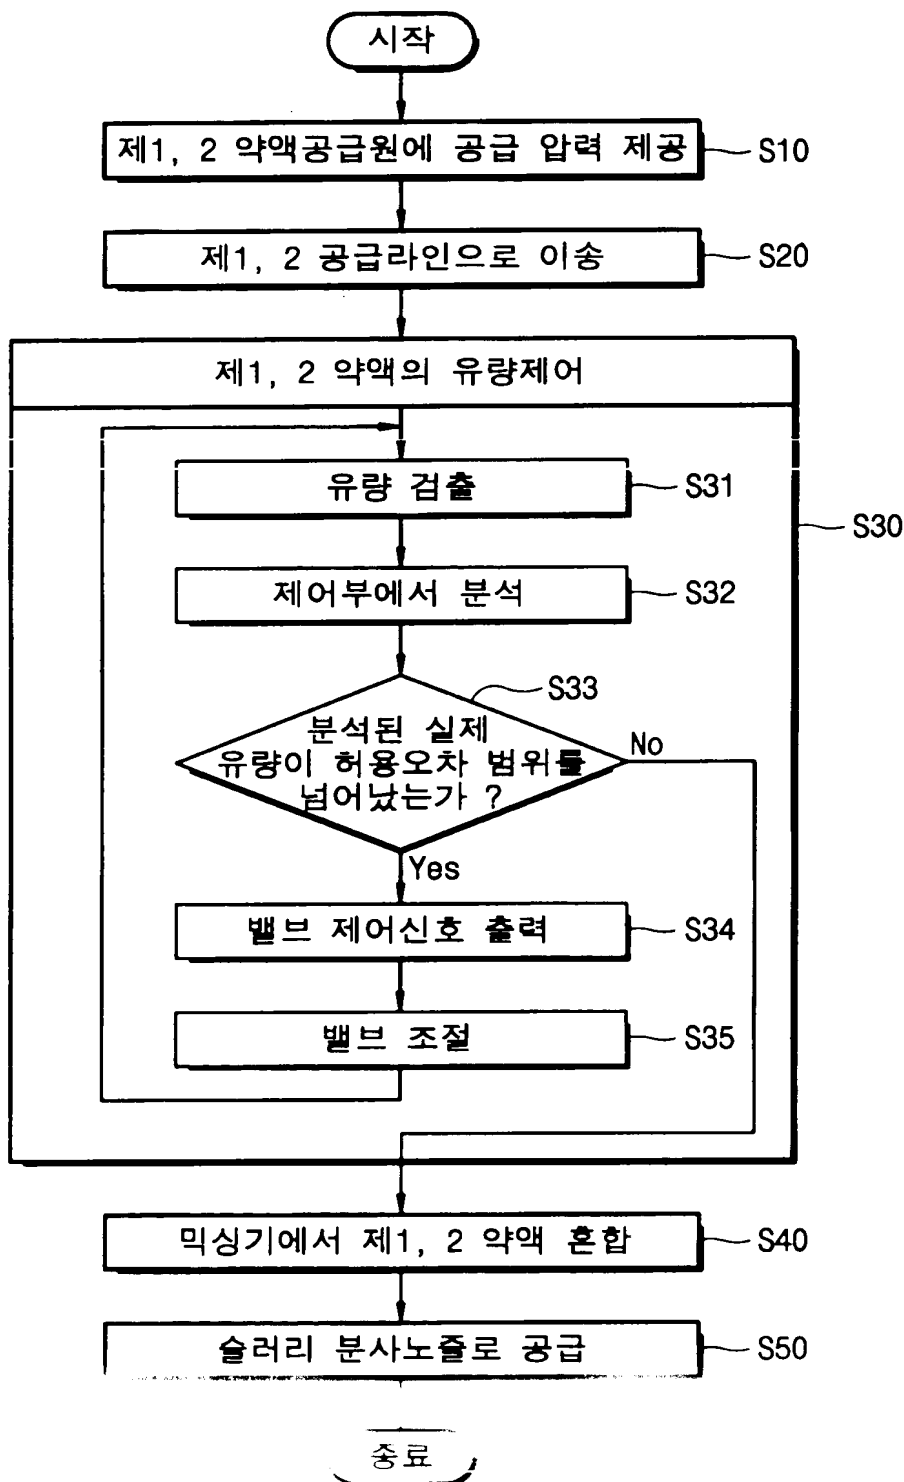 시작
제1, 2 약액공급원에 공급 압력 제공
S10
제1, 2 공급라인으로 이송
S20
제1, 2 약액의 유량제어
유량 검출
S31
S30
제어부에서 분석
S32
S33
분석된 실제
유량이 허용오차 범위를
넘어났는가 ?
No
Yes
밸브 제어신호 출력
S34
밸브 조절
S35
믹싱기에서 제1, 2 약액 혼합
S40
슬러리 분사노즐로 공급
S50
종료